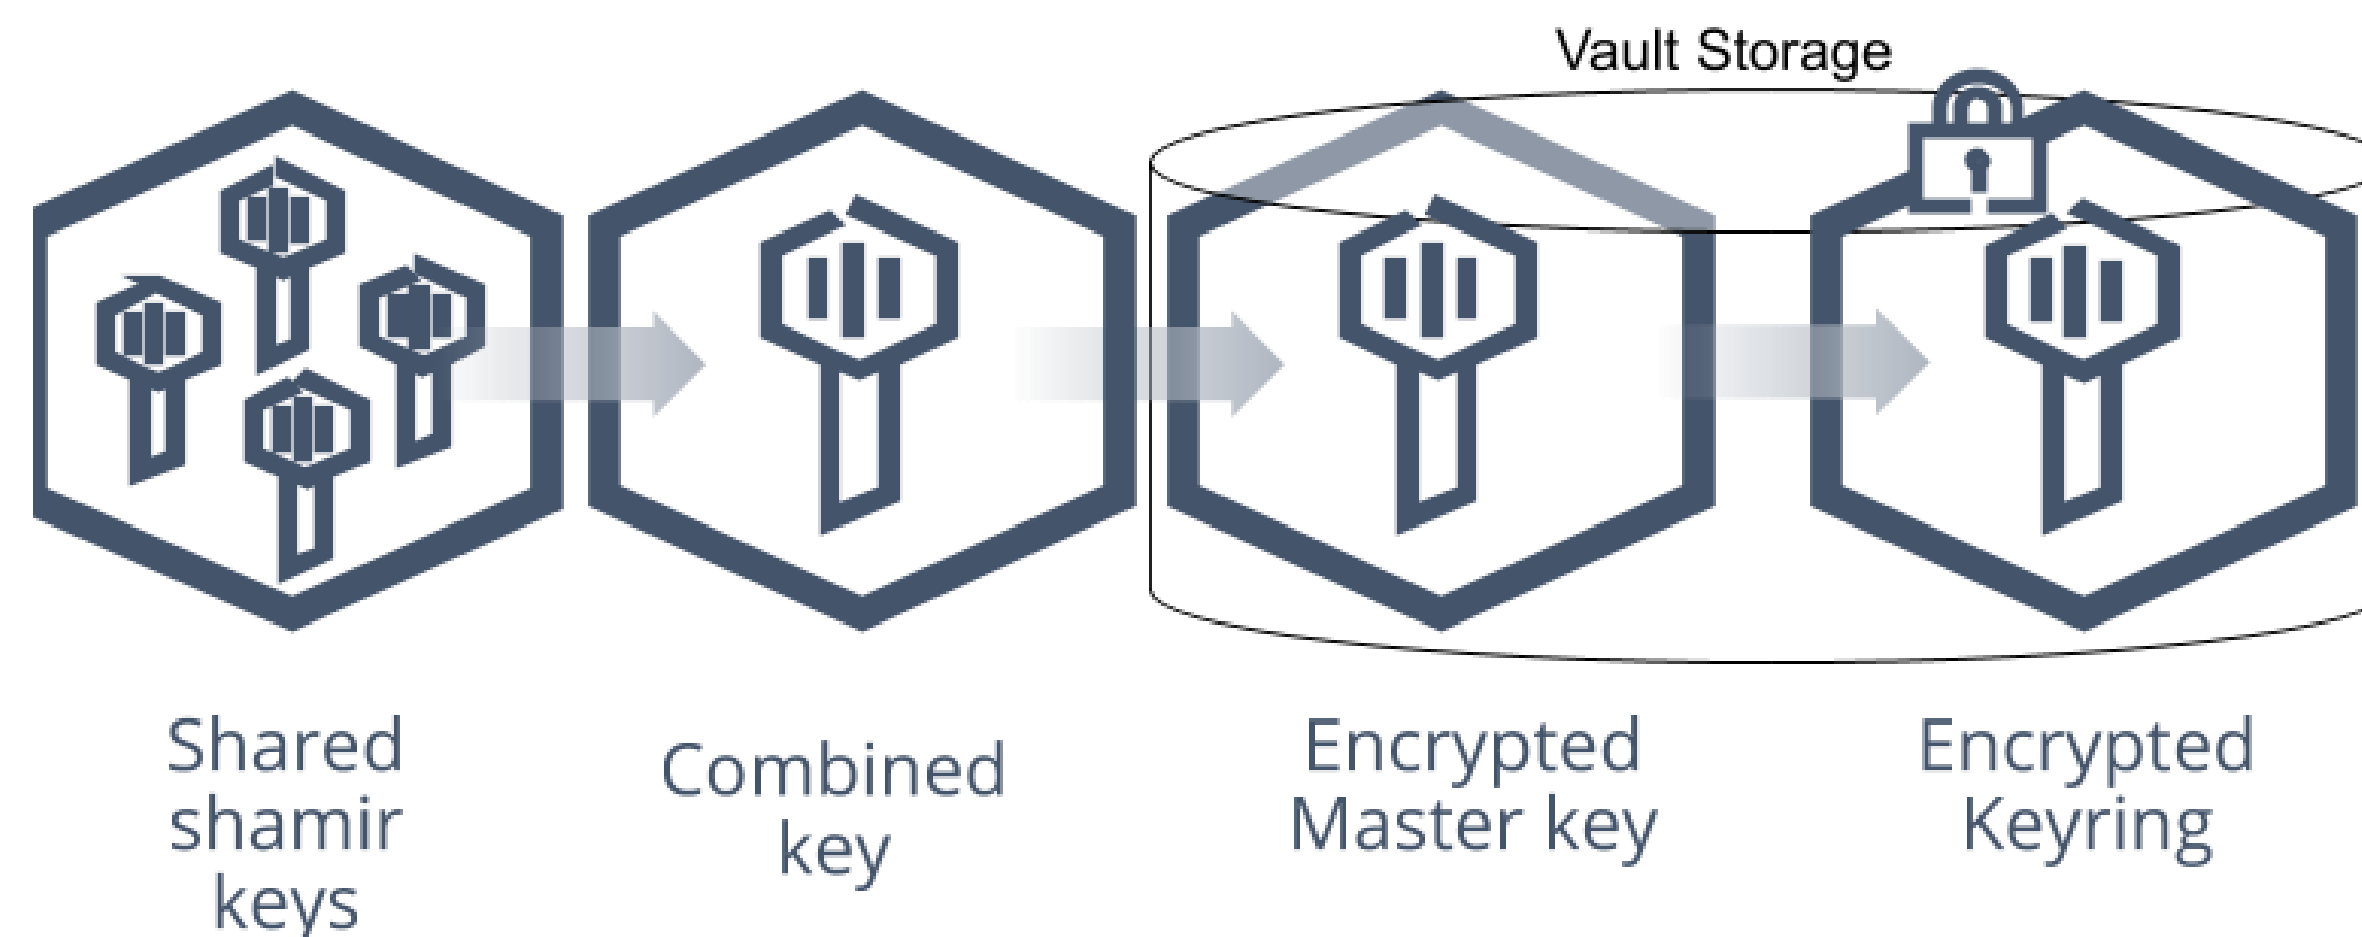 Vault Storage
Shared
shamir
keys
Combined
key
Encrypted
Master key
Encrypted
Keyring